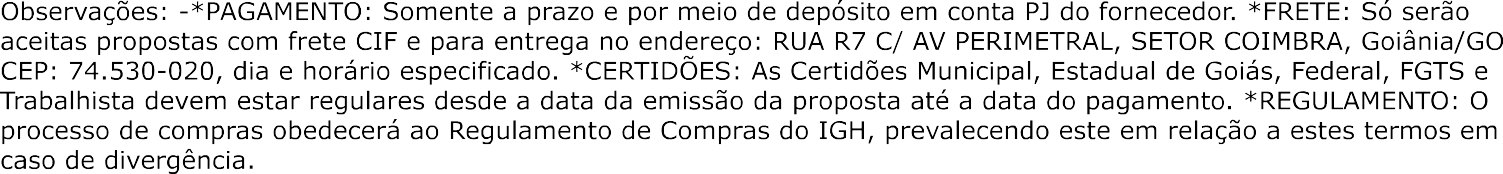 Observações: -*PAGAMENTO: Somente a prazo e por meio de depósito em conta PJ do fornecedor. *FRETE: Só serão
aceitas propostas com frete CIF e para entrega no endereço: RUA R7 C/ AV PERIMETRAL, SETOR COIMBRA, Goiânia/GO
CEP: 74.530-020, dia e horário especificado. *CERTIDÕES: As Certidões Municipal, Estadual de Goiás, Federal, FGTS e
Trabalhista devem estar regulares desde a data da emissão da proposta até a data do pagamento. *REGULAMENTO: O
processo de compras obedecerá ao Regulamento de Compras do IGH, prevalecendo este em relação a estes termos em
caso de divergência.